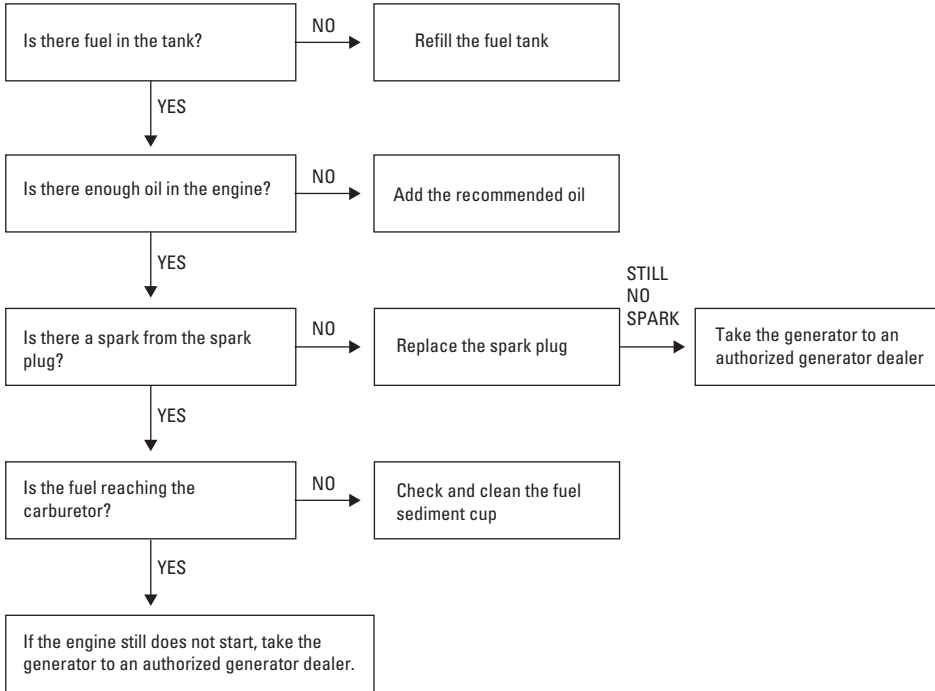 Is there fuel in the tank?
NO
Refill the fuel tank
YES
Is there enough oil in the engine?
NO
Add the recommended oil
YES
Is there a spark from the spark
plug?
NO
Replace the spark plug
STILL
NO
SPARK
Take the generator to an
authorized generator dealer
YES
Is the fuel reaching the
carburetor?
NO
Check and clean the fuel
sediment cup
YES
If the engine still does not start, take the
generator to an authorized generator dealer.